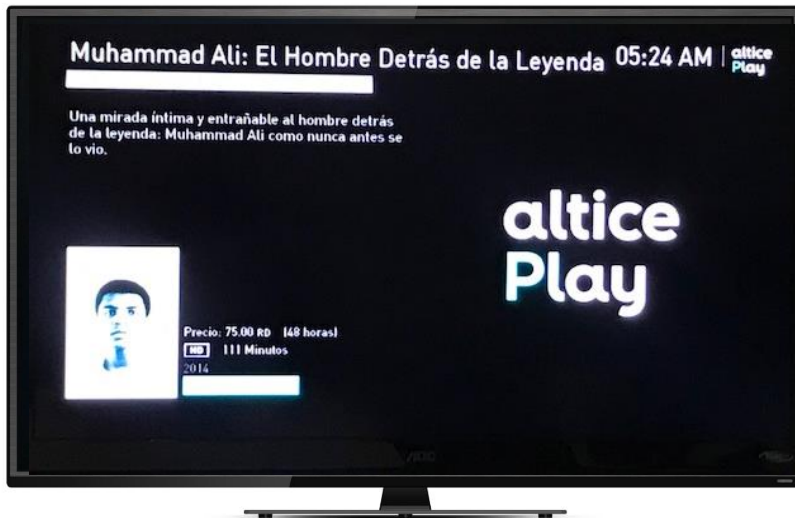 Muhammad Ali: El Hombre Detrás de la Leyenda 05:24 AM | altice
Play
Una mirada íntima y entrañable al hombre detrás
de la leyenda: Muhammad Ali como nunca antes se
lo vio.
altice
Play
Precio: 75.00 RD (48 horas)
HD 111 Minutos
2014
AOC